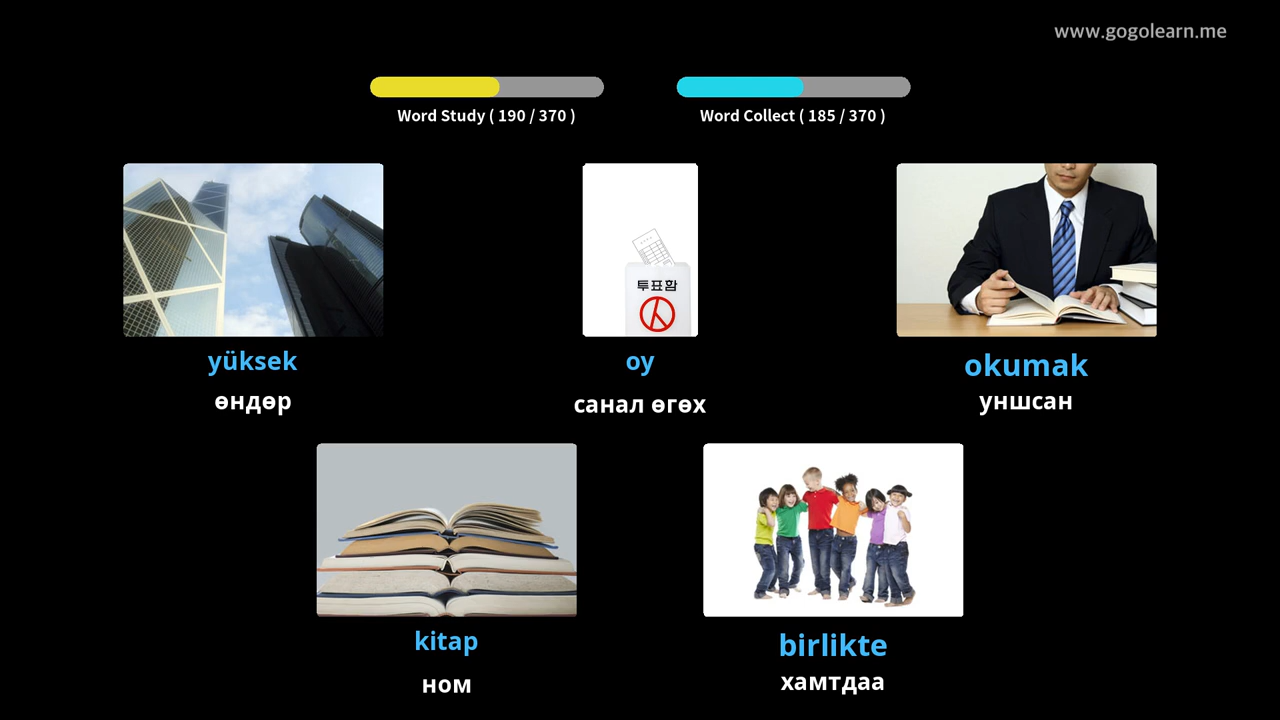 www.gogolearn.me
Word Study ( 190 / 370 )
Word Collect ( 185 / 370 )
투표함
yüksek
өндөр
oy
санал өгөх
okumak
уншсан
kitap
ном
birlikte
хамтдаа